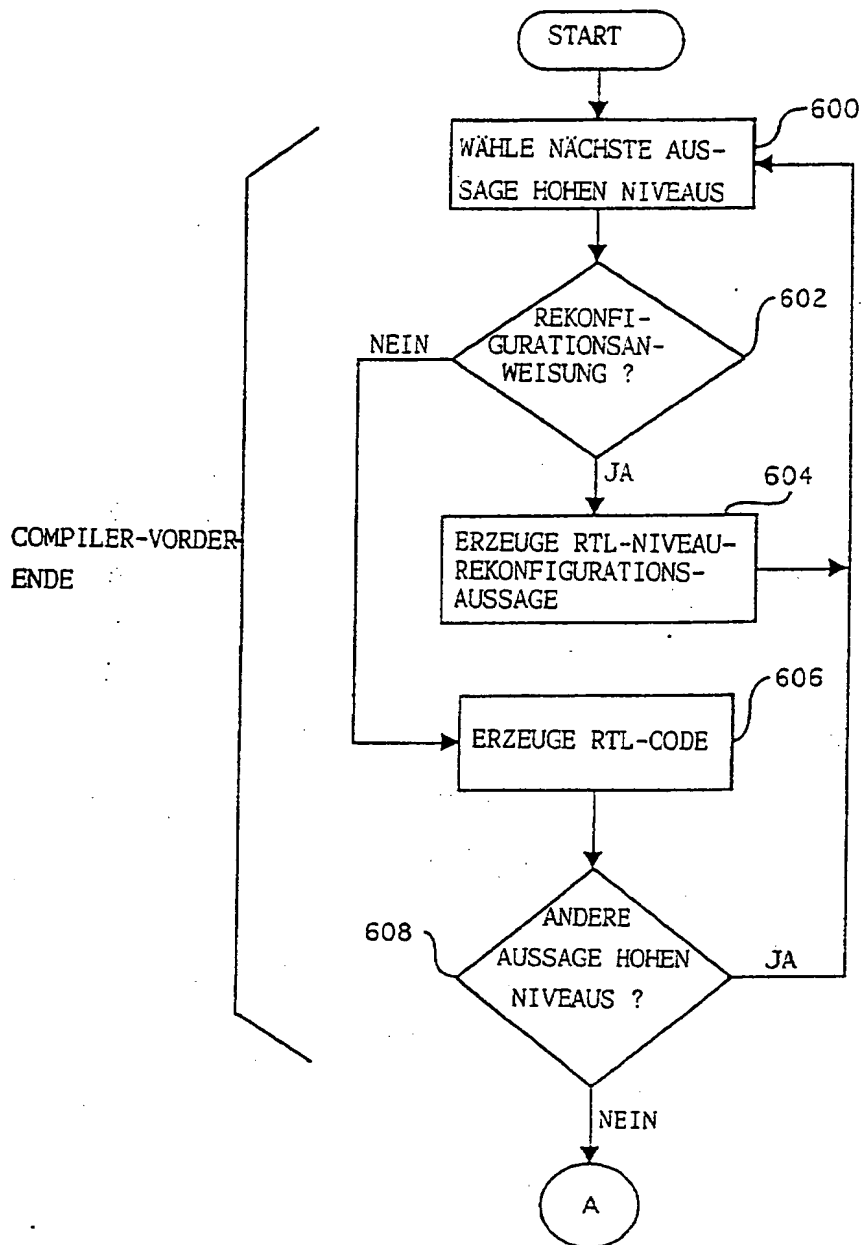 START
600
WÄHLE NÄCHSTE AUS-
SAGE HOHEN NIVEAUS
602
REKONFI-
GURATIONSAN-
WEISUNG ?
NEIN
JA
604
ERZEUGE RTL-NIVEAU-
REKONFIGURATIONS-
AUSSAGE
COMPILER-VORDER-
ENDE
606
ERZEUGE RTL-CODE
608
ANDERE
AUSSAGE HOHEN
NIVEAUS ?
JA
NEIN
A